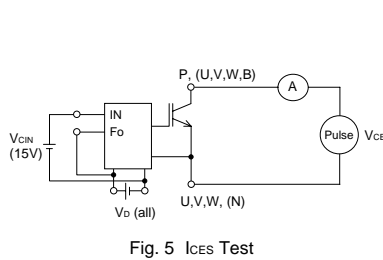 P, (U,V,W,B)
A
IN
Fo
VCIN
(15V)
Pulse
VCE
U,V,W, (N)
VD (all)
Fig. 5 ICES Test